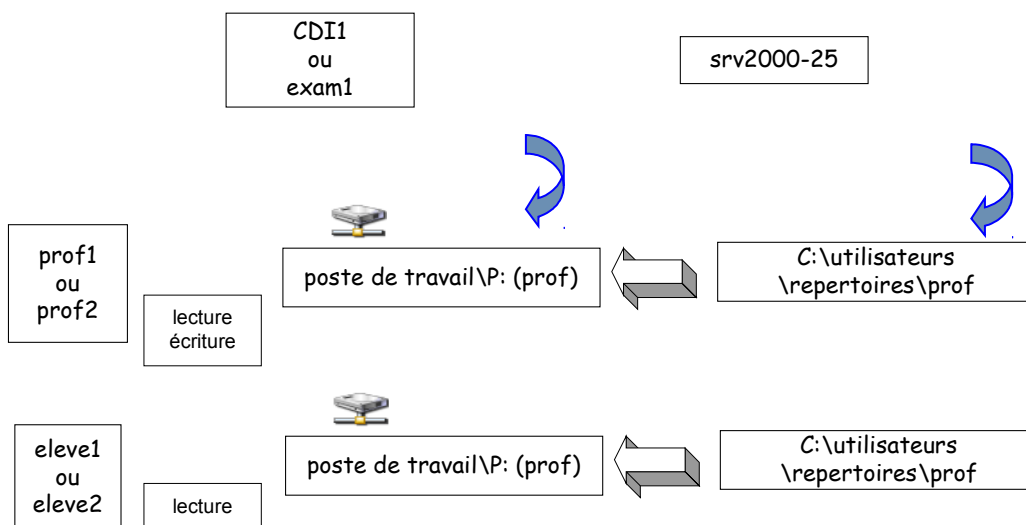 CDI1
ou
exam1
srv2000-25
prof1
ou
prof2
lecture
écriture
poste de travail\P: (prof)
C:\utilisateurs
\repertoires\prof
eleve1
ou
eleve2
lecture
poste de travail\P: (prof)
C:\utilisateurs
\repertoires\prof